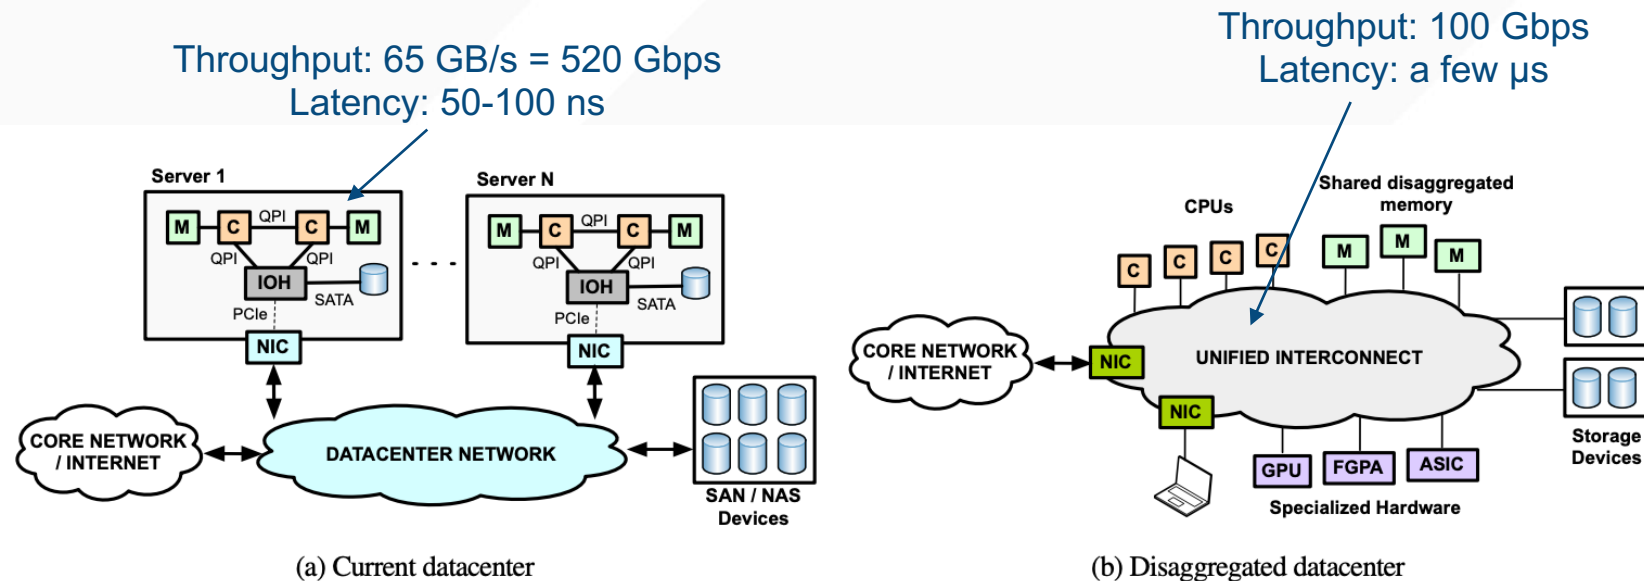 Throughput: 65 GB/s = 520 Gbps
Latency: 50-100 ns
Throughput: 100 Gbps
Latency: a few µs
Server 1
M
C
QPI
C
M
QPI
QPI
IOH
SATA
PCIe
NIC
Server N
M
C
QPI
C
M
QPI
QPI
IOH
SATA
PCIe
NIC
CORE NETWORK
/ INTERNET
DATACENTER NETWORK
SAN / NAS
Devices
(a) Current datacenter
CPUs
Shared disaggregated
memory
C
C
C
C
M
M
M
CORE NETWORK
/ INTERNET
NIC
UNIFIED INTERCONNECT
NIC
GPU
FGPA
ASIC
Specialized Hardware
Storage
Devices
(b) Disaggregated datacenter